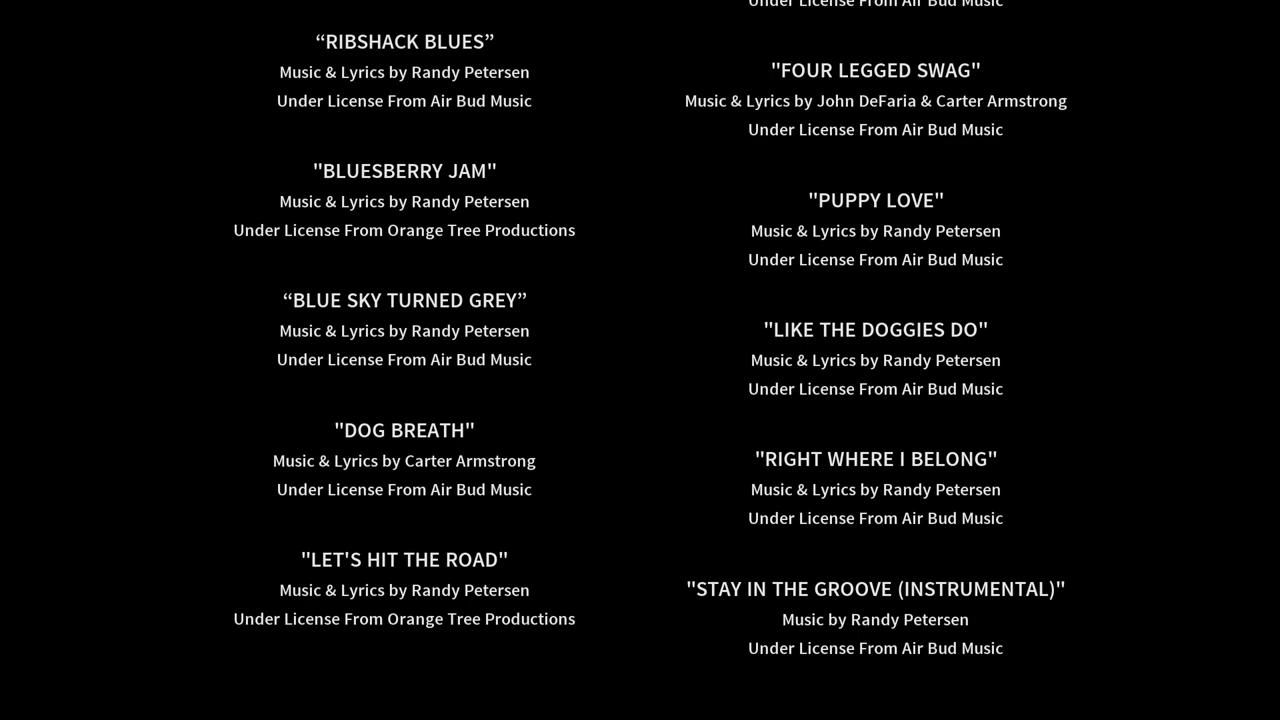 “RIBSHACK BLUES”
Music & Lyrics by Randy Petersen
Under License From Air Bud Music
"BLUESBERRY JAM"
Music & Lyrics by Randy Petersen
Under License From Orange Tree Productions
“BLUE SKY TURNED GREY”
Music & Lyrics by Randy Petersen
Under License From Air Bud Music
"DOG BREATH"
Music & Lyrics by Carter Armstrong
Under License From Air Bud Music
"LET'S HIT THE ROAD"
Music & Lyrics by Randy Petersen
Under License From Orange Tree Productions
Under License From Air Bud Music
"FOUR LEGGED SWAG"
Music & Lyrics by John DeFaria & Carter Armstrong
Under License From Air Bud Music
"PUPPY LOVE"
Music & Lyrics by Randy Petersen
Under License From Air Bud Music
"LIKE THE DOGGIES DO"
Music & Lyrics by Randy Petersen
Under License From Air Bud Music
"RIGHT WHERE I BELONG"
Music & Lyrics by Randy Petersen
Under License From Air Bud Music
"STAY IN THE GROOVE (INSTRUMENTAL)"
Music by Randy Petersen
Under License From Air Bud Music